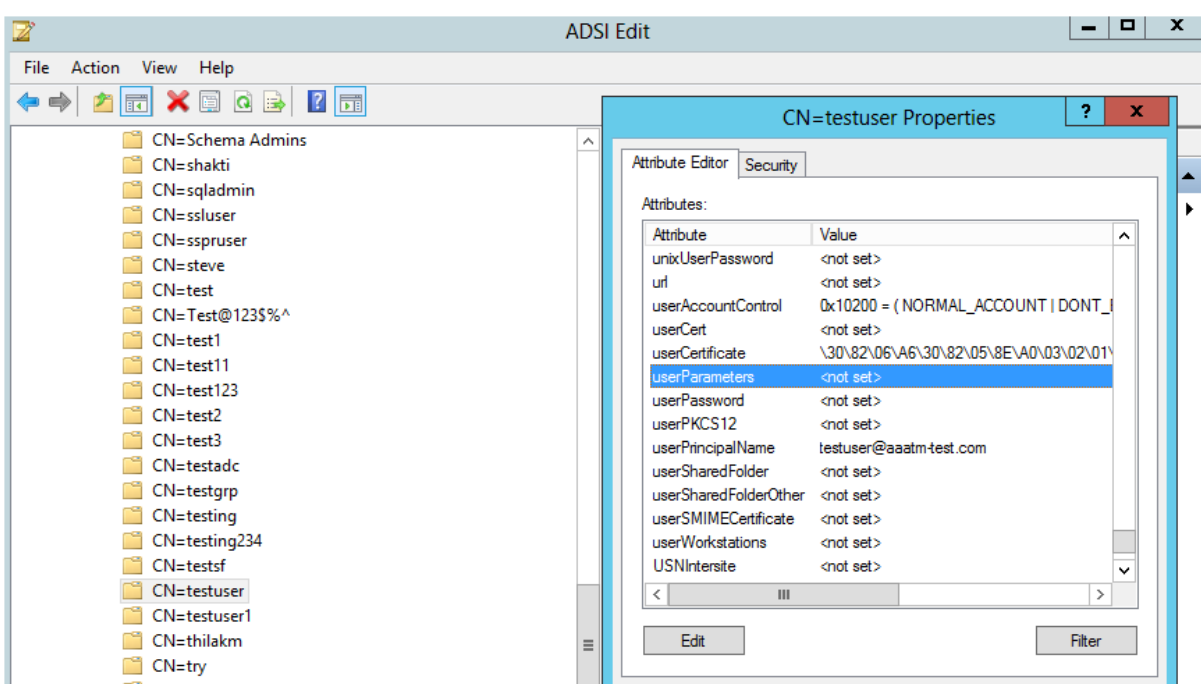 ADSI Edit
File Action View Help
CN=Schema Admins
CN=shakti
CN=sqladmin
CN=ssluser
CN=sspruser
CN=steve
CN=test
CN=Test@123$%^
CN=test1
CN=test11
CN=test123
CN=test2
CN=test3
CN=testadc
CN=testgrp
CN=testing
CN=testing234
CN=testsf
CN=testuser
CN=testuser1
CN=thilakm
CN=try
CN=testuser Properties
? x
Attribute Editor Security
Attributes:
Attribute Value
unixUserPassword <not set>
url <not set>
userAccountControl 0x10200 = ( NORMAL_ACCOUNT | DONT_
userCert <not set>
userCertificate \30\82\06\A6\30\82\05\8E\A0\03\02\01\
userParameters <not set>
userPassword <not set>
userPKCS12 <not set>
userPrincipalName testuser@aaatm-test.com
userSharedFolder <not set>
userSharedFolderOther <not set>
userSMIMECertificate <not set>
userWorkstations <not set>
USNIntersite <not set>
Edit Filter